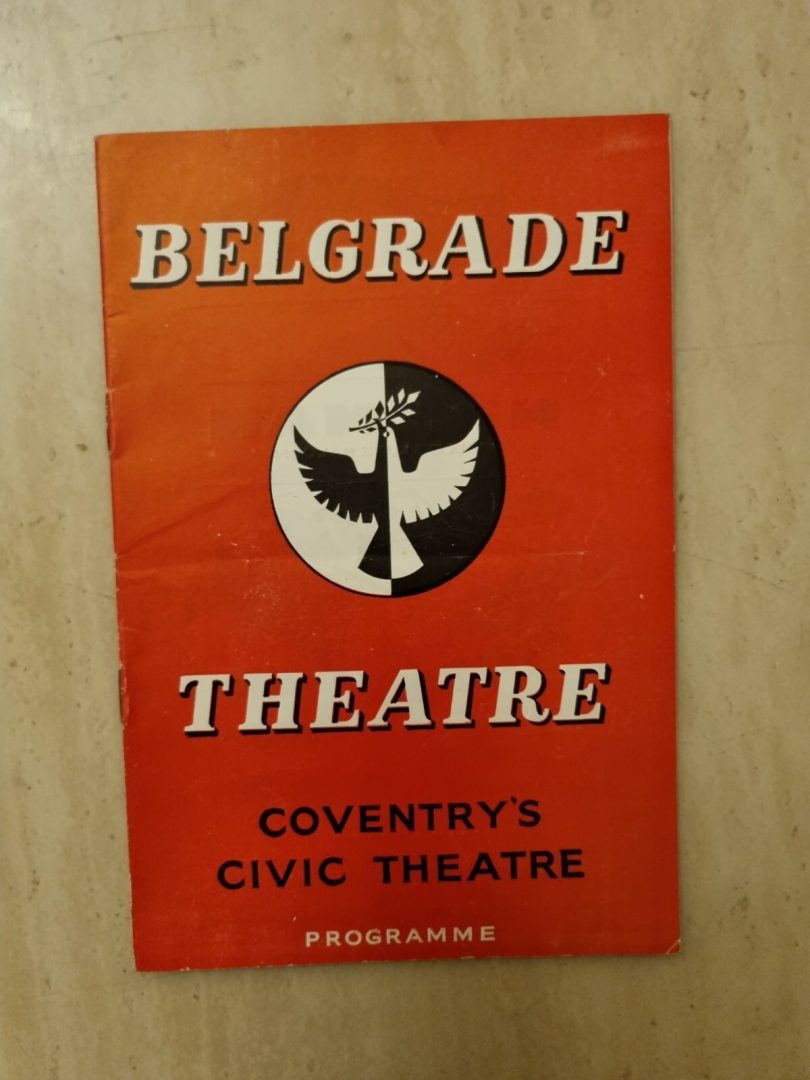 BELGRADE
THEATRE
COVENTRY'S
CIVIC THEATRE
PROGRAMME